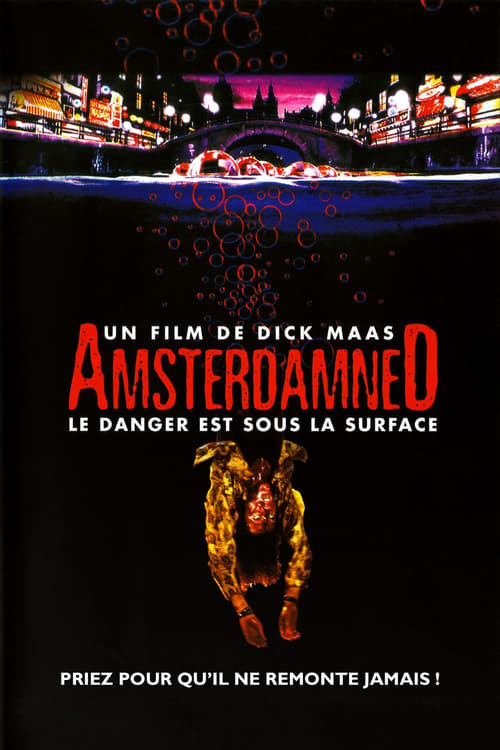 UN FILM DE DICK MAAS
AMSTERDAMNED
LE DANGER EST SOUS LA SURFACE
PRIEZ POUR QU'IL NE REMONTE JAMAIS !